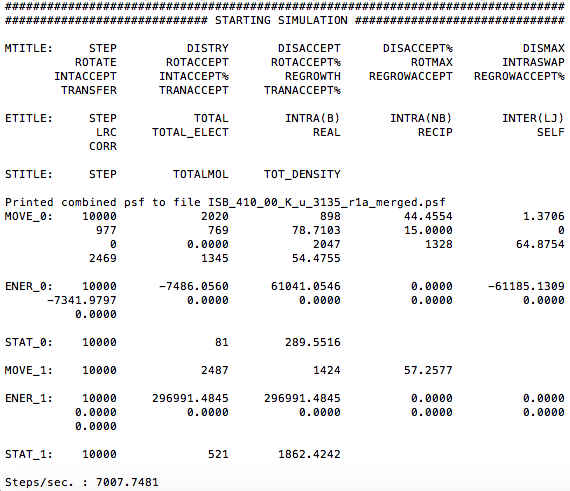 ################################################################################
############################# STARTING SIMULATION ##############################
MTITLE: STEP DISTRY DISACCEPT DISACCEPT% DISMAX
ROTATE ROTACCEPT ROTACCEPT% ROTMAX INTRASWAP
INTACCEPT INTACCEPT% REGROWTH REGROWACCEPT REGROWACCEPT%
TRANSFER TRANACCEPT TRANACCEPT%
ETITLE: STEP TOTAL INTRA(B) INTRA(NB) INTER(LJ)
LRC TOTAL_ELECT REAL RECIP SELF
CORR
STITLE: STEP TOTALMOL TOT_DENSITY
Printed combined psf to file ISB_410_00_K_u_3135_r1a_merged.psf
MOVE_0: 10000 2020 898 44.4554 1.3706
977 769 78.7103 15.0000 0
0 0.0000 2047 1328 64.8754
2469 1345 54.4755
ENER_0: 10000 -7486.0560 61041.0546 0.0000 -61185.1309
-7341.9797 0.0000 0.0000 0.0000 0.0000
0.0000
STAT_0: 10000 81 289.5516
MOVE_1: 10000 2487 1424 57.2577
ENER_1: 10000 296991.4845 296991.4845 0.0000 0.0000
0.0000 0.0000 0.0000 0.0000 0.0000
0.0000
STAT_1: 10000 521 1862.4242
Steps/sec. : 7007.7481